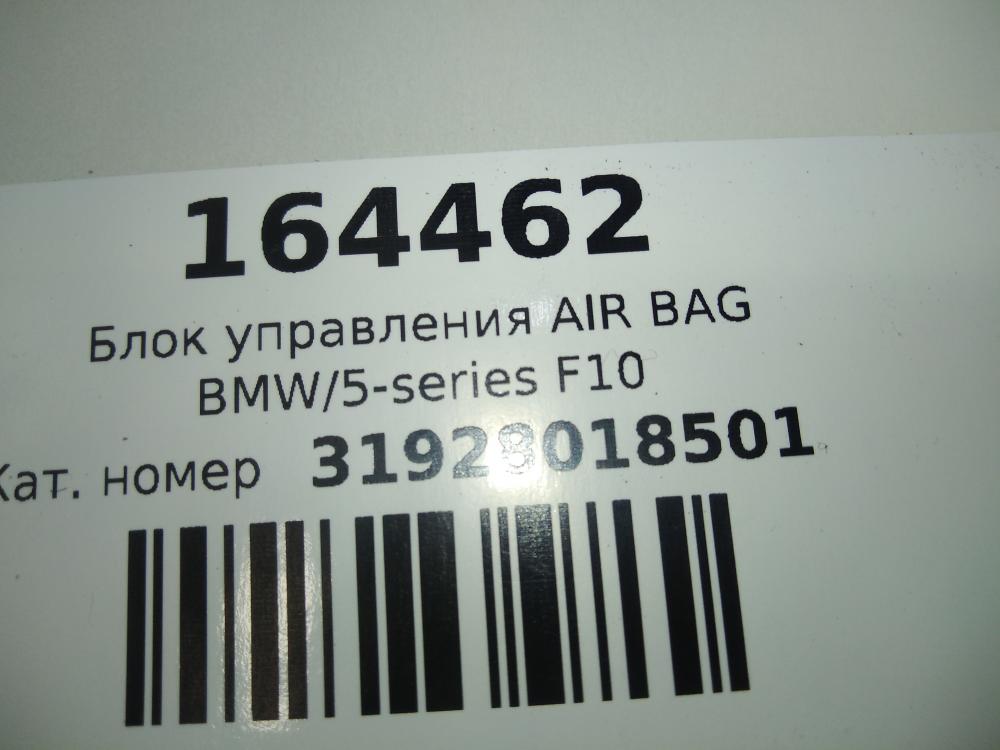 164462
Блок управления AIR BAG
BMW/5-series F10
Кат. номер 31928018501